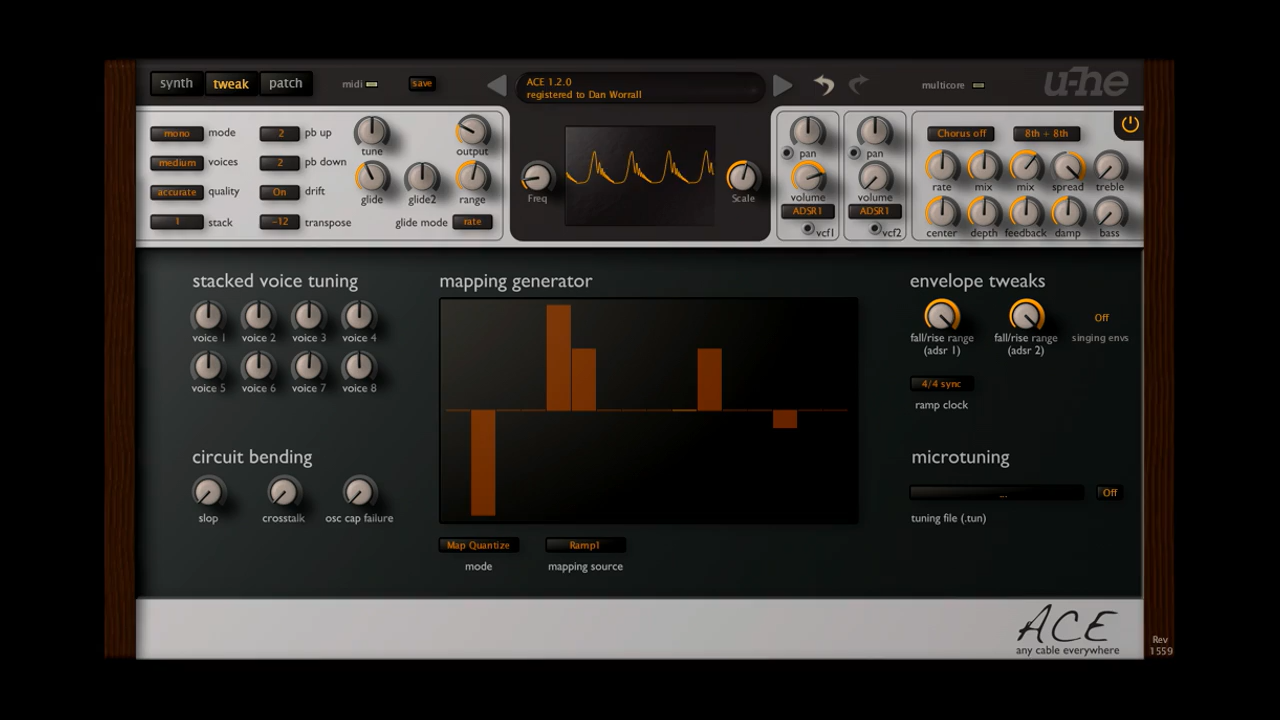 synth tweak patch midi save
ACE 1.2.0
registered to Dan Worrall
multicore u-he
mono mode 2 pb up
medium voices 2 pb down
accurate quality On drift
1 stack -12 transpose
tune output
glide glide2 range
glide mode rate
Freq Scale
pan pan
volume volume
ADSR1 ADSR1
vcf1 vcf2
Chorus off 8th + 8th
rate mix mix spread treble
center depth feedback damp bass
stacked voice tuning
voice 1 voice 2 voice 3 voice 4
voice 5 voice 6 voice 7 voice 8
circuit bending
slop crosstalk osc cap failure
mapping generator
Map Quantize Ramp1
mode mapping source
envelope tweaks
Off
fall/rise range fall/rise range singing envs
(adsr 1) (adsr 2)
4/4 sync
ramp clock
microtuning
... Off
tuning file (.tun)
ACE
any cable everywhere
Rev
1559